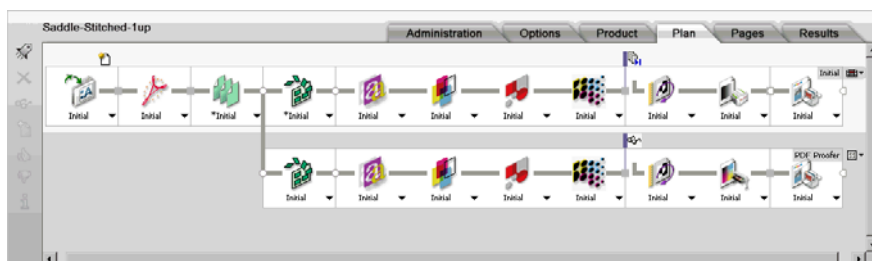 Saddle-Stitched-1up
Administration Options Product Plan Pages Results
Initial
Initial Initial *Initial *Initial Initial Initial Initial Initial Initial Initial Initial
PDF Proofer
Initial Initial Initial Initial Initial Initial Initial Initial